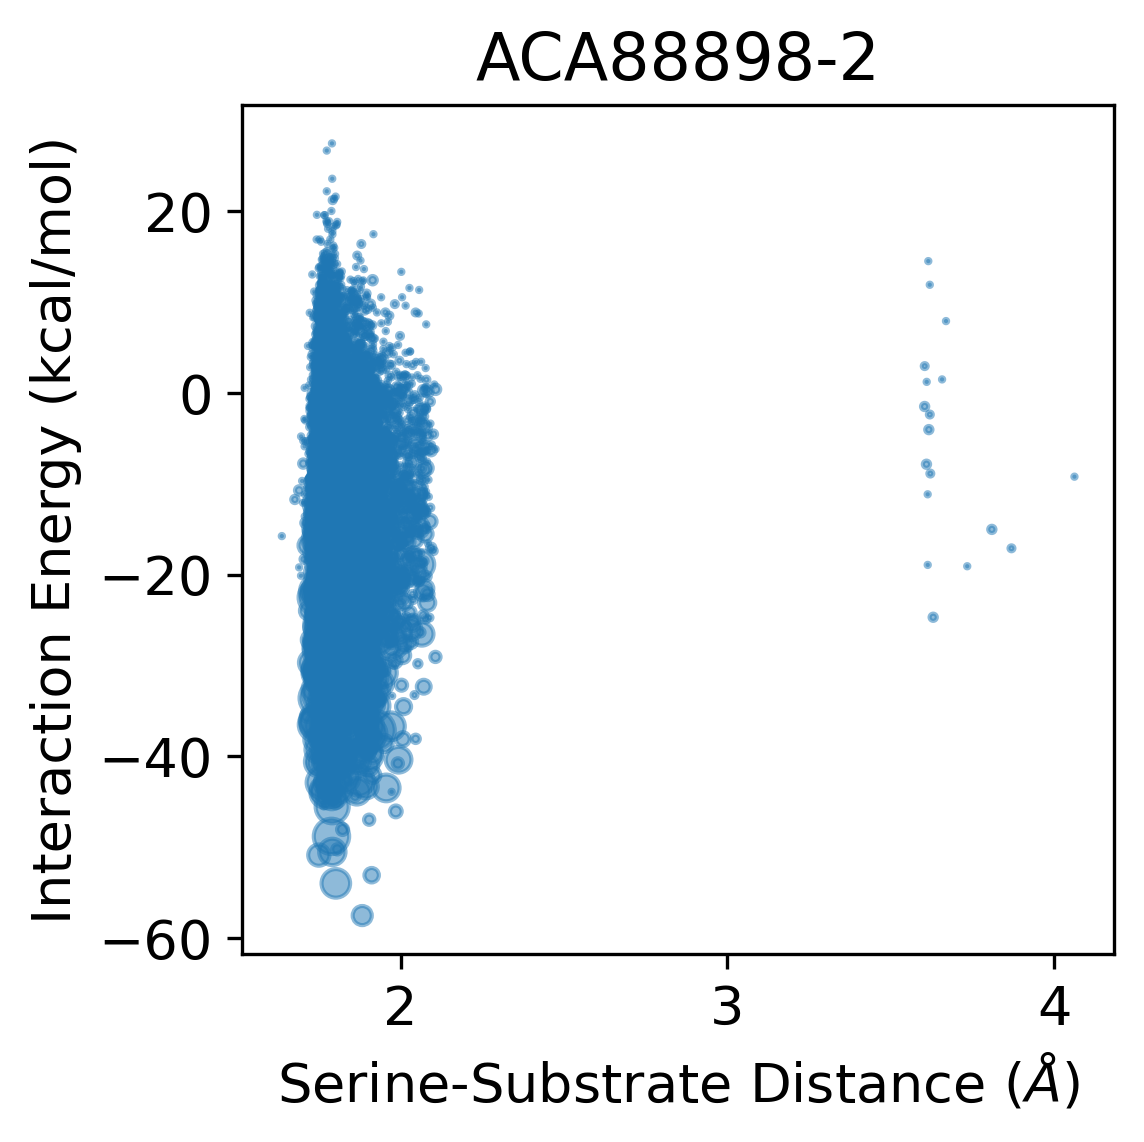 ACA88898-2
Interaction Energy (kcal/mol)
20
0
−20
−40
−60
2
3
4
Serine-Substrate Distance (Å)